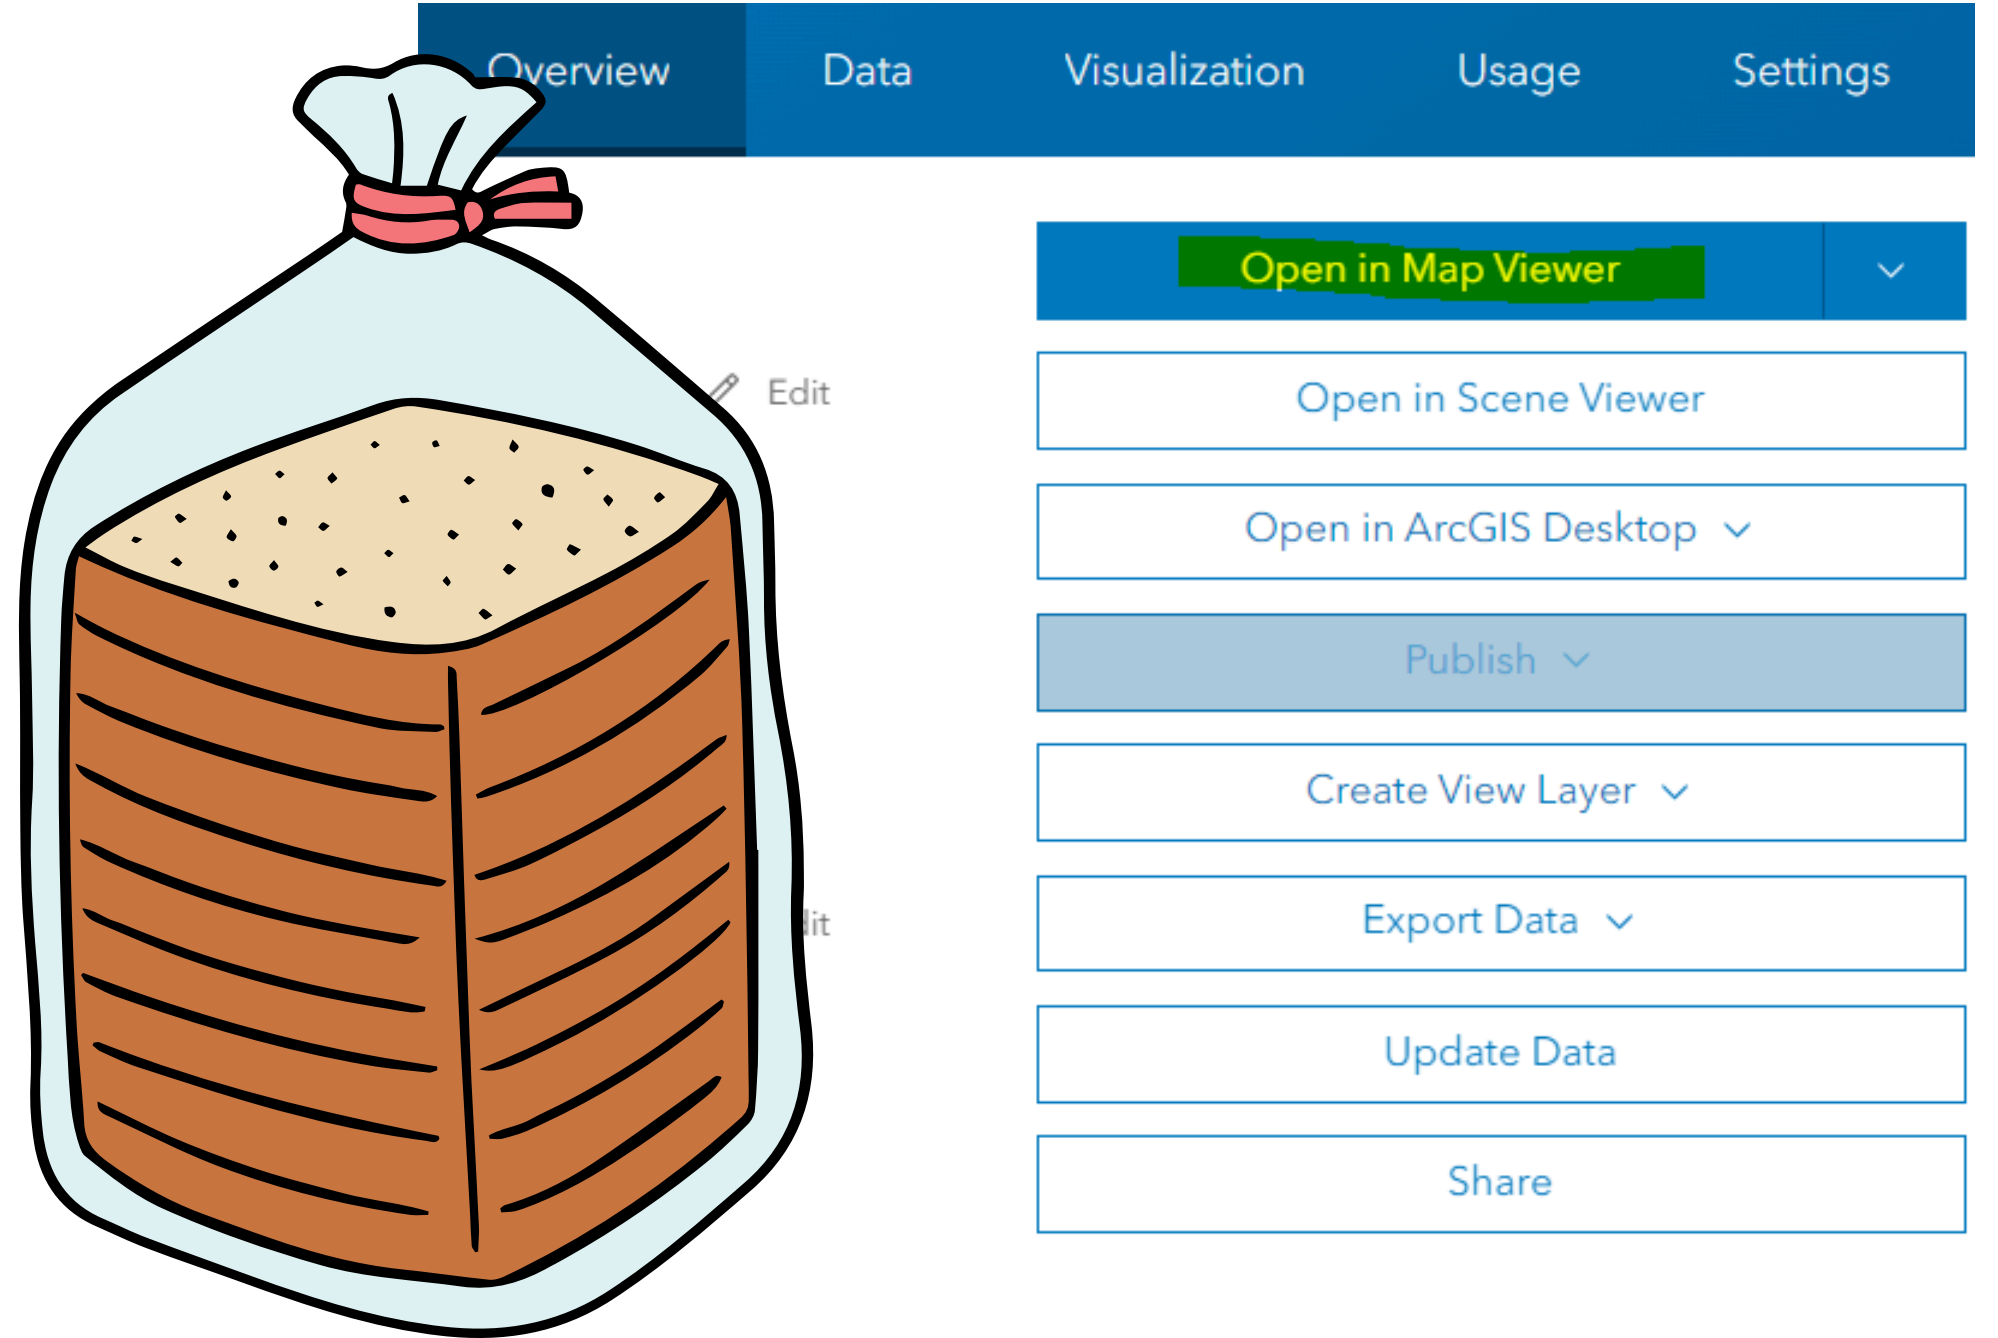 Overview Data Visualization Usage Settings
Open in Map Viewer
Edit
Open in Scene Viewer
Open in ArcGIS Desktop
Publish
Create View Layer
Export Data
Update Data
Share